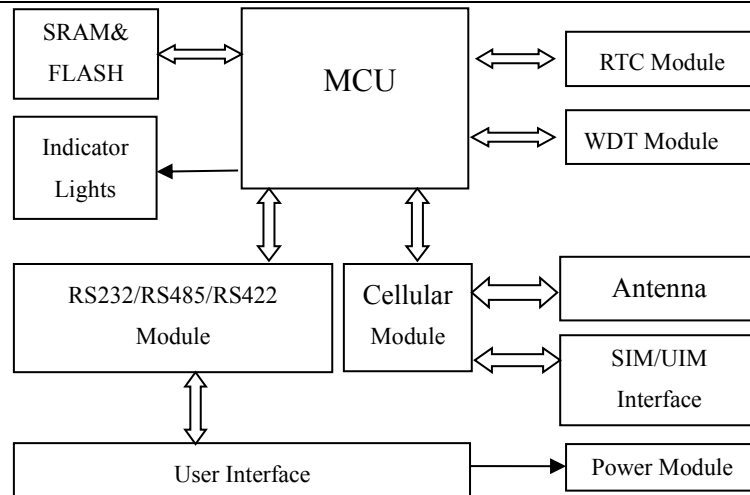 SRAM&
FLASH
MCU
RTC Module
WDT Module
Indicator
Lights
RS232/RS485/RS422
Module
Cellular
Module
Antenna
SIM/UIM
Interface
User Interface
Power Module